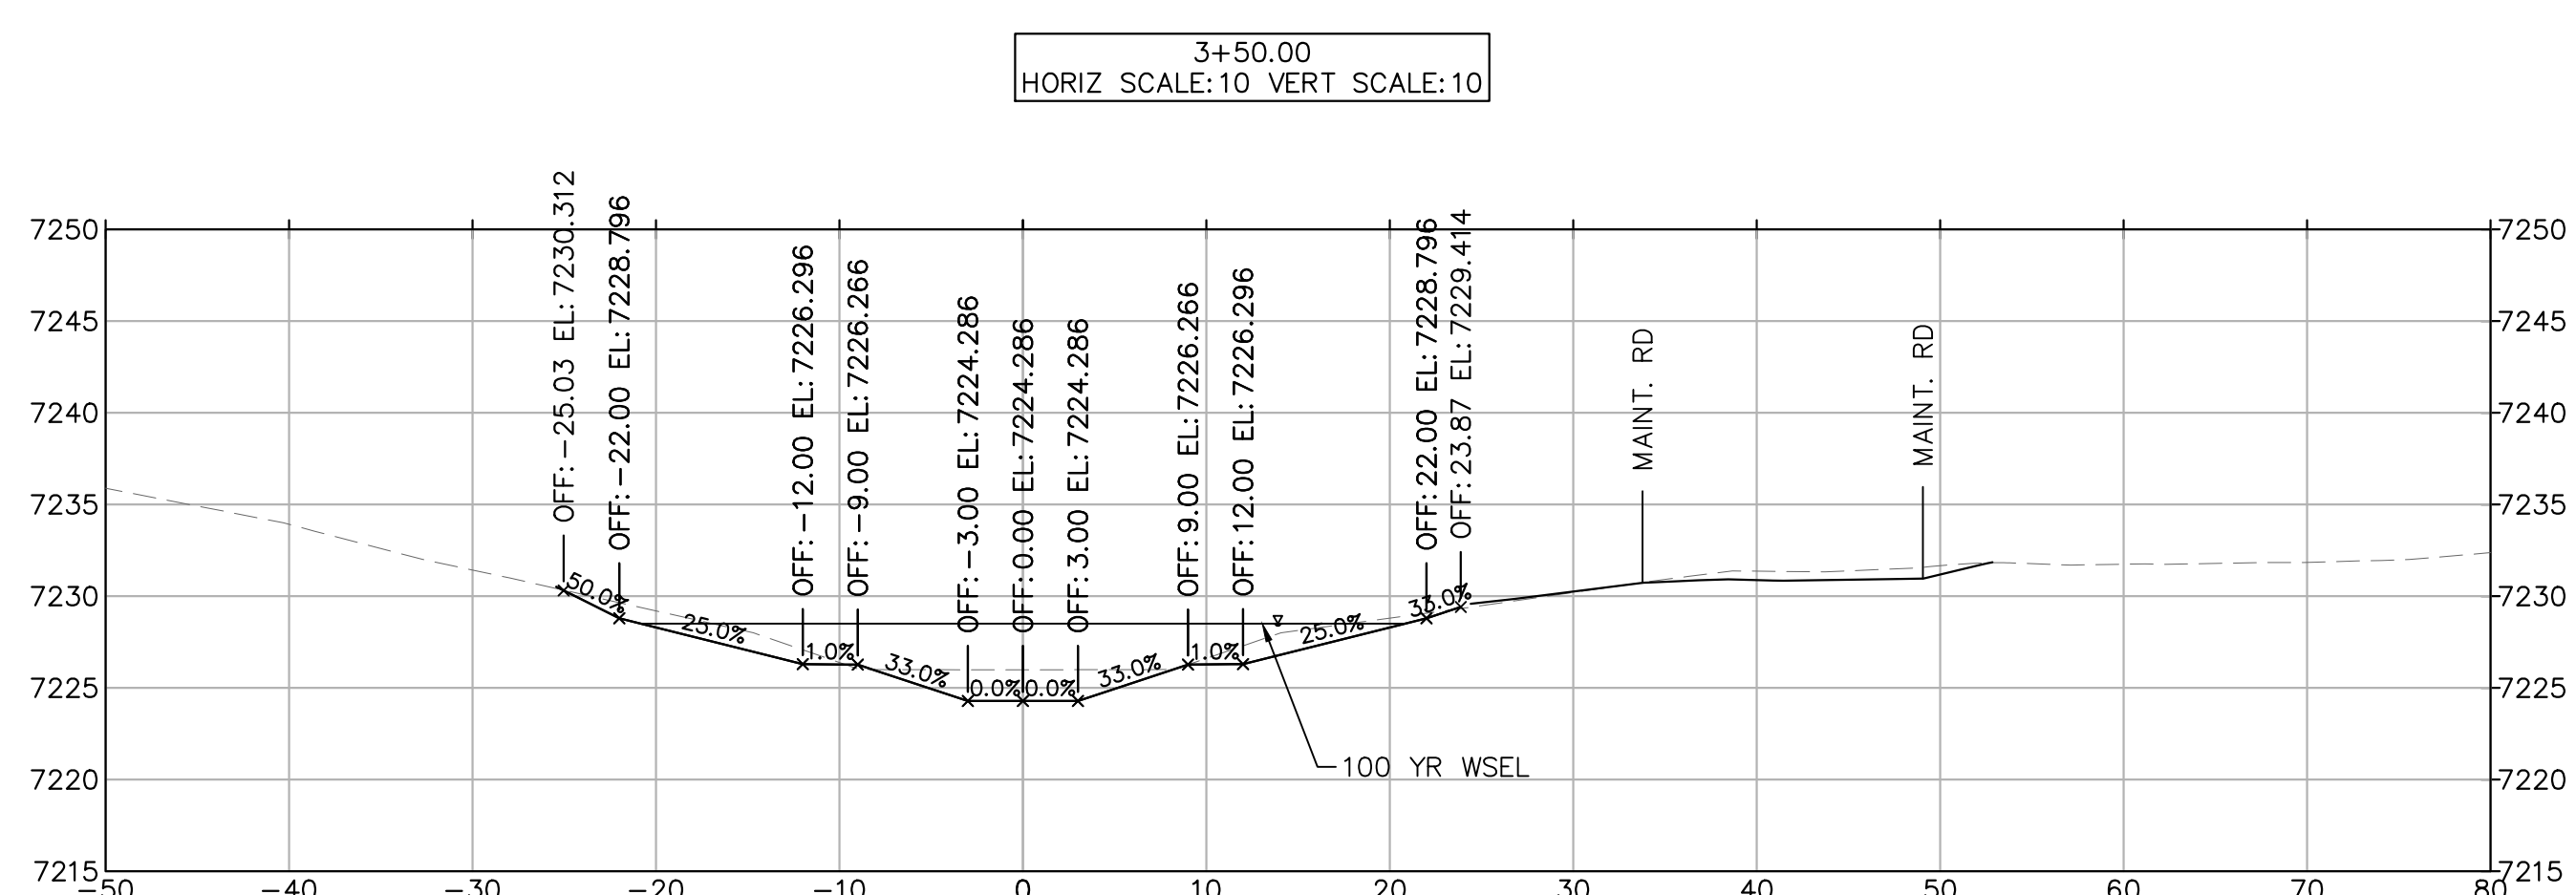 3+50.00
HORIZ SCALE:10 VERT SCALE:10
OFF:-25.03 EL:7230.312
OFF:-22.00 EL:7228.796
OFF:-12.00 EL:7226.296
OFF:-9.00 EL:7226.266
OFF:-3.00 EL:7224.286
OFF:0.00 EL:7224.286
OFF:3.00 EL:7224.286
OFF:9.00 EL:7226.266
OFF:12.00 EL:7226.296
OFF:22.00 EL:7228.796
OFF:23.87 EL:7229.414
MAINT. RD
MAINT. RD
7250
7245
7240
7235
7230
7225
7220
7215
7250
7245
7240
7235
7230
7225
7220
7215
50.0%
25.0%
1.0%
33.0%
0.0%
0.0%
33.0%
1.0%
25.0%
33.0%
100 YR WSEL
-50 -40 -30 -20 -10 0 10 20 30 40 50 60 70 80